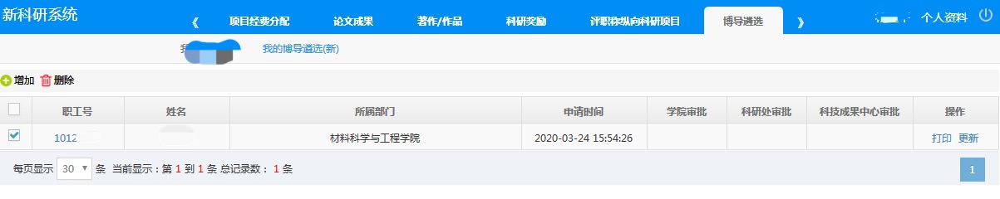 新科研系统
《 项目经费分配 论文成果 著作/作品 科研奖励 评职称纵向科研项目 博导遴选 》 个人资料
我的博导遴选(新)
增加 删除
职工号 姓名 所属部门 申请时间 学院审批 科研处审批 科技成果中心审批 操作
1012 材料科学与工程学院 2020-03-24 15:54:26 打印 更新
每页显示 30 条 当前显示：第 1 到 1 条 总记录数： 1 条 1